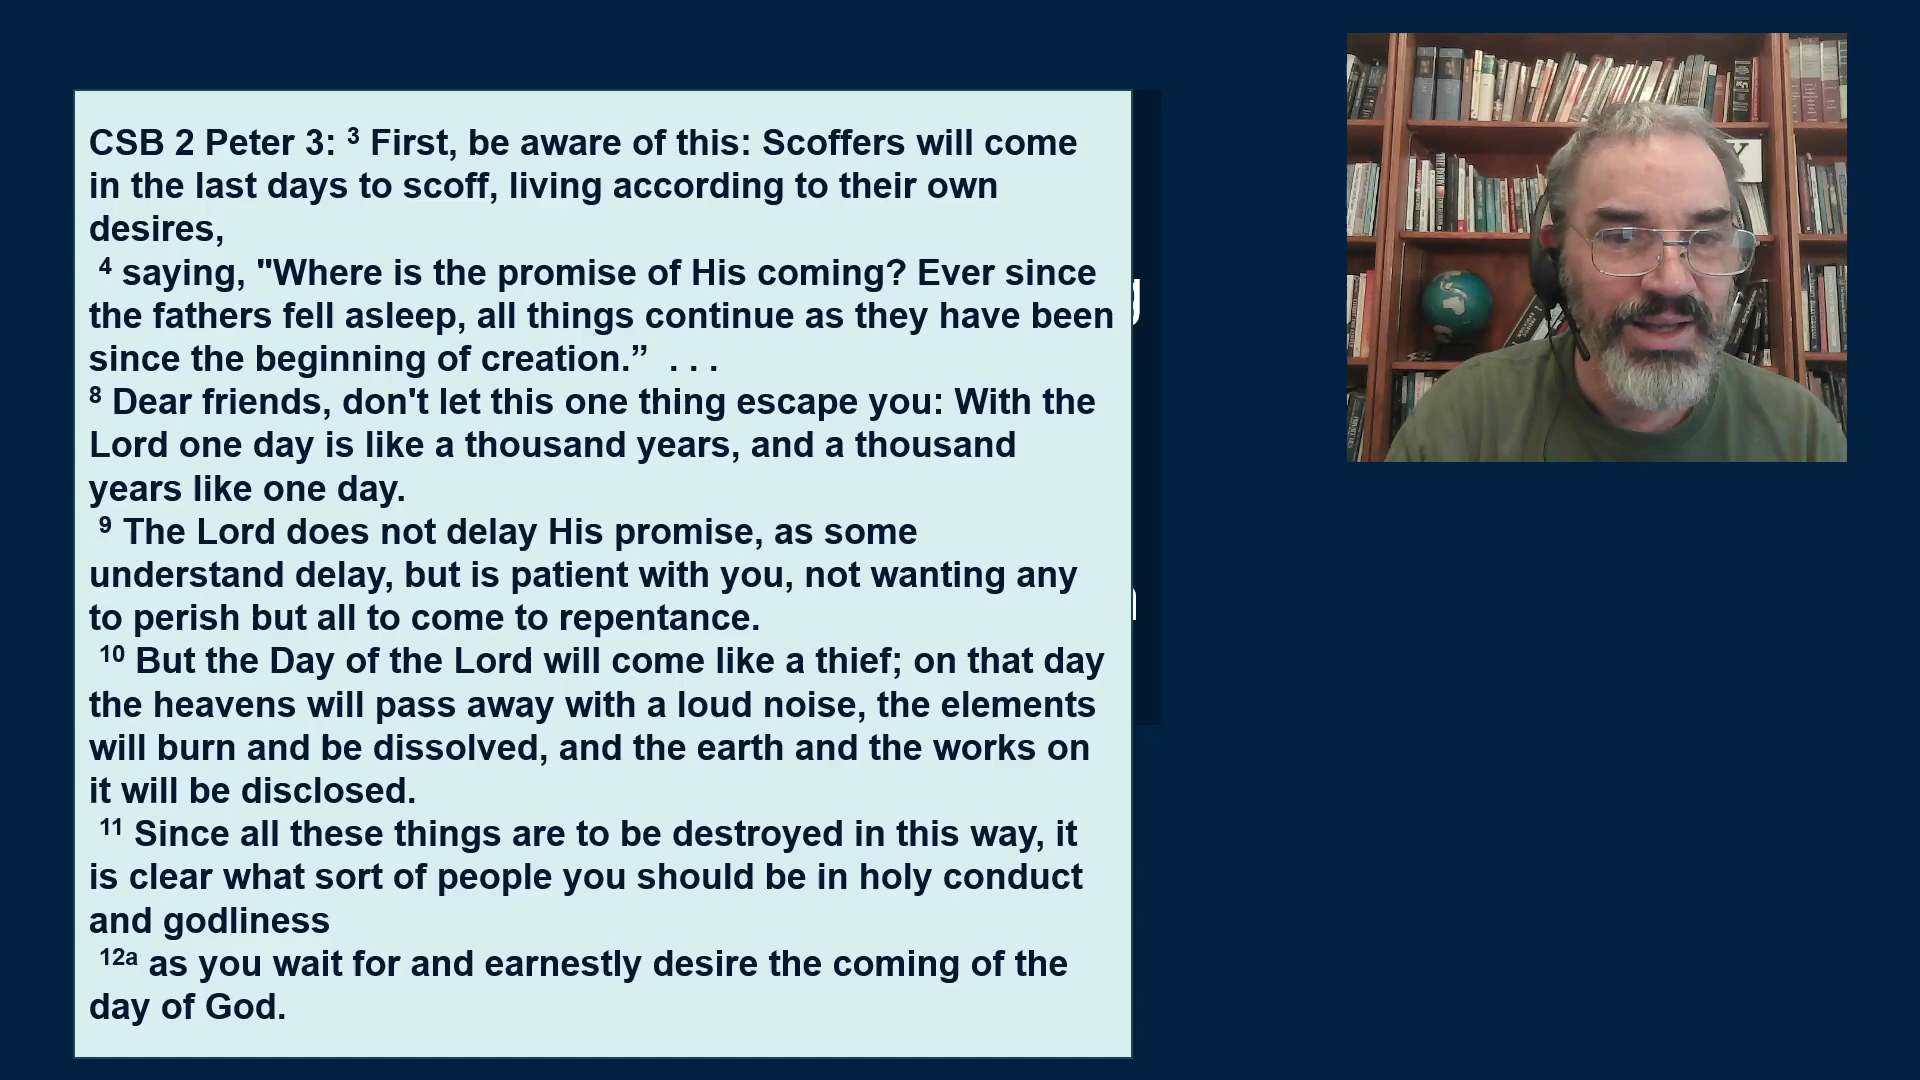 CSB 2 Peter 3: ³ First, be aware of this: Scoffers will come
in the last days to scoff, living according to their own
desires,
⁴ saying, "Where is the promise of His coming? Ever since
the fathers fell asleep, all things continue as they have been
since the beginning of creation.” . . .
⁸ Dear friends, don't let this one thing escape you: With the
Lord one day is like a thousand years, and a thousand
years like one day.
⁹ The Lord does not delay His promise, as some
understand delay, but is patient with you, not wanting any
to perish but all to come to repentance.
¹⁰ But the Day of the Lord will come like a thief; on that day
the heavens will pass away with a loud noise, the elements
will burn and be dissolved, and the earth and the works on
it will be disclosed.
¹¹ Since all these things are to be destroyed in this way, it
is clear what sort of people you should be in holy conduct
and godliness
¹²ᵃ as you wait for and earnestly desire the coming of the
day of God.